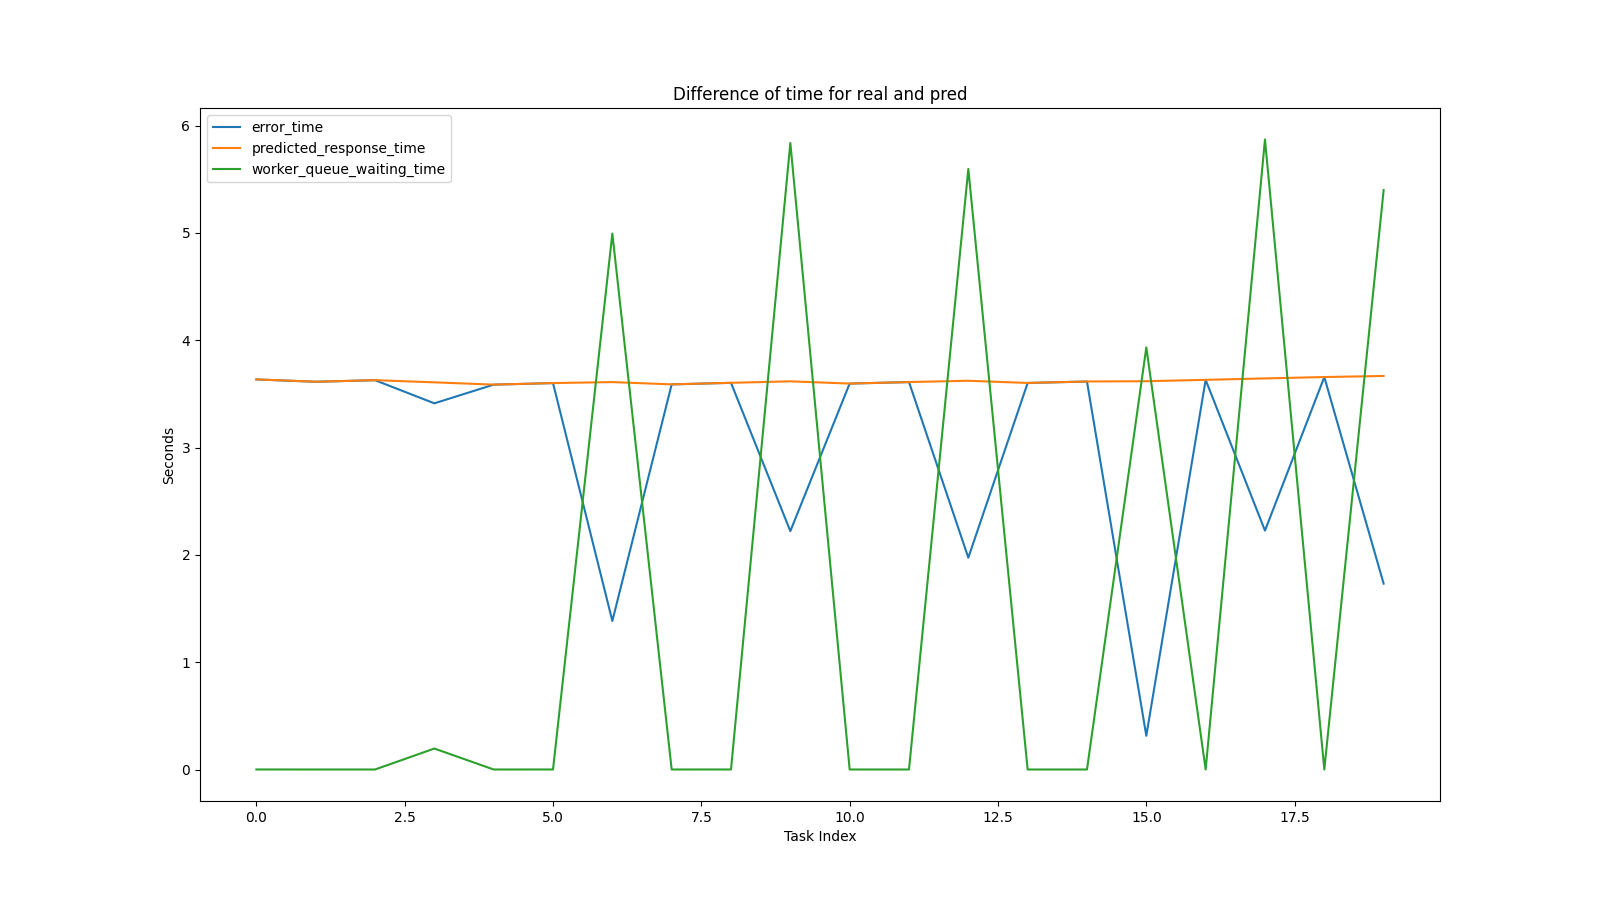 Difference of time for real and pred
error_time
predicted_response_time
worker_queue_waiting_time
6
5
4
3
2
1
0
Seconds
0.0 2.5 5.0 7.5 10.0 12.5 15.0 17.5
Task Index